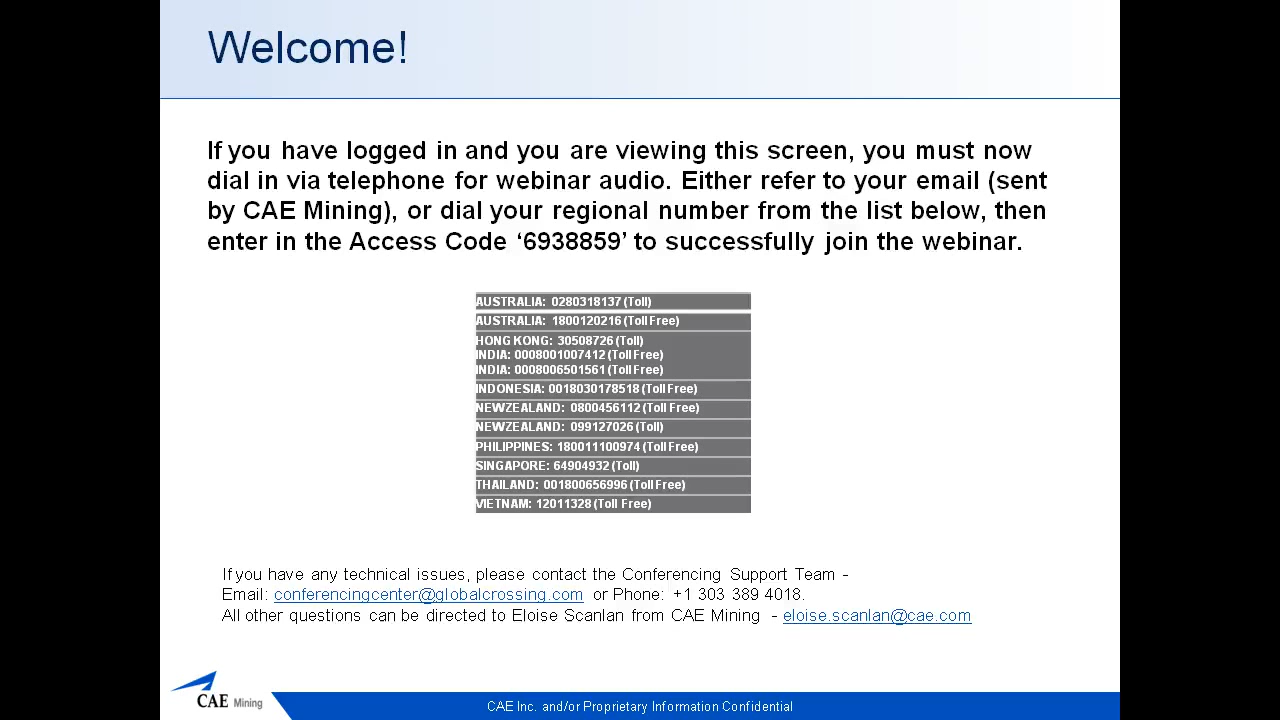 Welcome!
If you have logged in and you are viewing this screen, you must now
dial in via telephone for webinar audo. Either refer to your email (sent
by CAE Mining), or dial your regional number from the list below, then
enter in the Access Code ‘6938859’ to successfully join the webinar.
AUSTRALIA: 0280318137 (Toll)
AUSTRALIA: 1800120216 (Toll Free)
HONG KONG: 30508726 (Toll)
INDIA: 0008001007412 (Toll Free)
INDIA: 0008006501561 (Toll Free)
INDONESIA: 0018030178518 (Toll Free)
NEWZEALAND: 0800456112 (Toll Free)
NEWZEALAND: 099127026 (Toll)
PHILIPPINES: 180011100974 (Toll Free)
SINGAPORE: 64904932 (Toll)
THAILAND: 001800656996 (Toll Free)
VIETNAM: 12011328 (Toll Free)
If you have any technical issues, please contact the Conferencing Support Team -
Email: conferencingcenter@globalcrossing.com or Phone: +1 303 389 4018.
All other questions can be directed to Eloise Scanlan from CAE Mining - eloise.scanlan@cae.com
CAE Mining
CAE Inc. and/or Proprietary Information Confidential